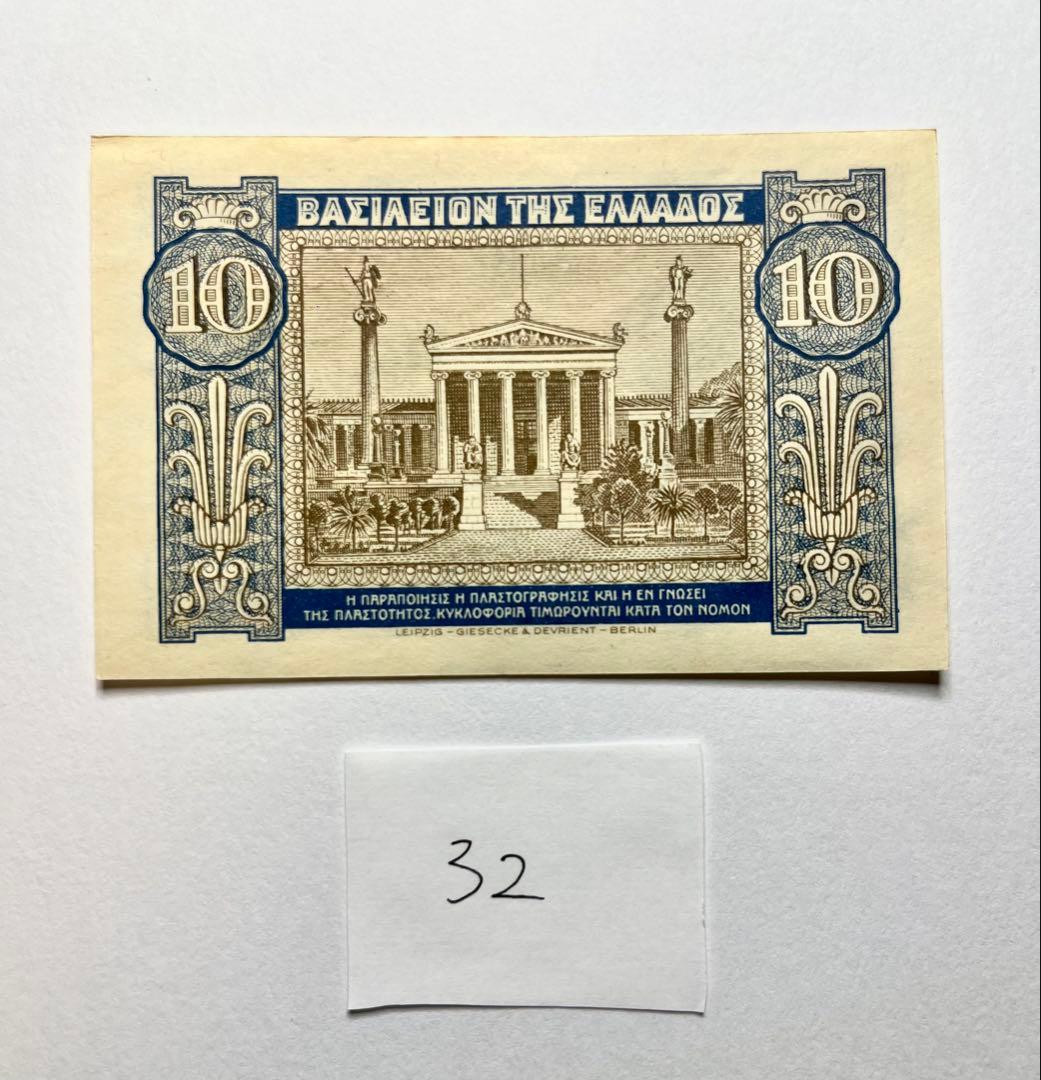 ΒΑΣΙΛΕΙΟΝ ΤΗΣ ΕΛΛΑΔΟΣ
10
10
Η ΠΑΡΑΠΟΙΗΣΙΣ Η ΠΛΑΣΤΟΓΡΑΦΗΣΙΣ ΚΑΙ Η ΕΝ ΓΝΩΣΕΙ
ΤΗΣ ΠΛΑΣΤΟΤΗΤΟΣ.ΚΥΚΛΟΦΟΡΙΑ ΤΙΜΩΡΟΥΝΤΑΙ ΚΑΤΑ ΤΟΝ ΝΟΜΟΝ
LEIPZIG – GIESECKE & DEVRIENT – BERLIN
32